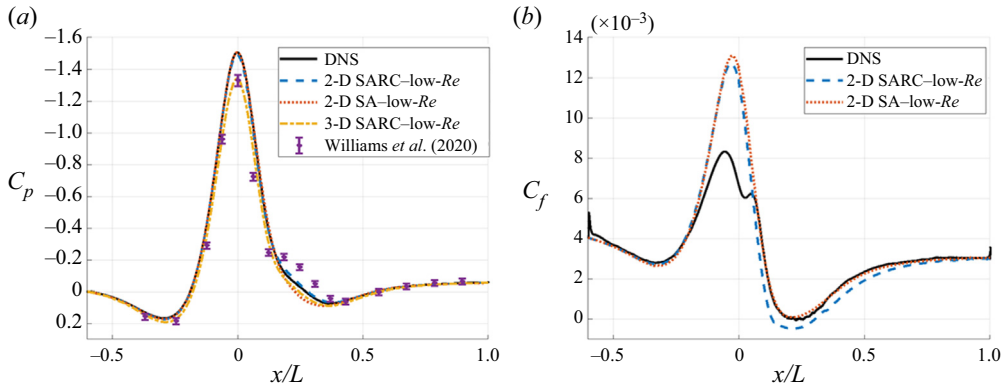 (a)
−1.6
−1.4
−1.2
−1.0
−0.8
−0.6
−0.4
−0.2
0
0.2
Cp
−0.5
0
0.5
1.0
x/L
DNS
2-D SARC–low-Re
2-D SA–low-Re
3-D SARC–low-Re
Williams et al. (2020)
(b)
(×10−3)
14
12
10
8
6
4
2
0
Cf
−0.5
0
0.5
1.0
x/L
DNS
2-D SARC–low-Re
2-D SA–low-Re